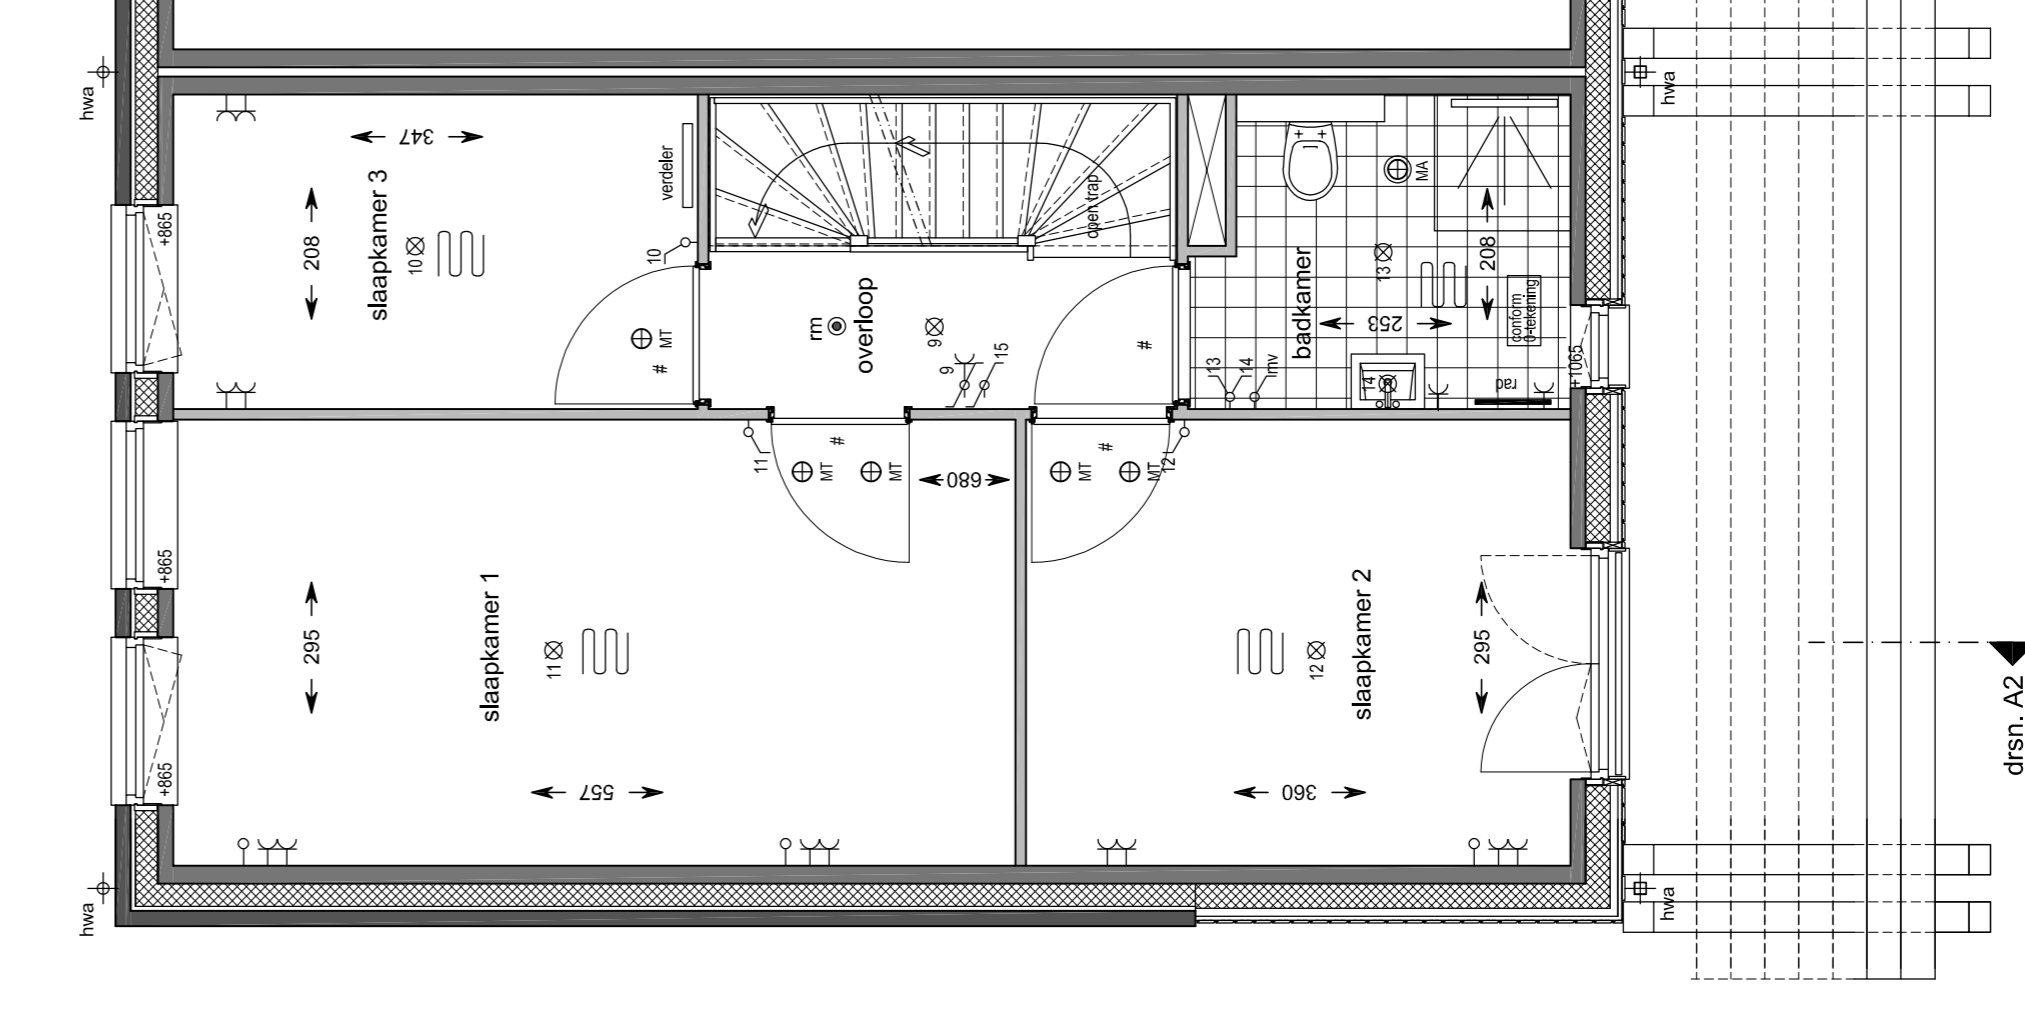 hwa
hwa
347
208
slaapkamer 3
10
+865
verdeler
10
MT
#
open trap
rm
overloop
9
9
15
#
badkamer
MA
13
208
253
conform
0-tekening
13
14
mv
14
rad
+1065
+865
+865
295
slaapkamer 1
11
557
11
#
MT
MT
680
#
MT
MT
12
12
slaapkamer 2
295
360
hwa
hwa
drsn. A2